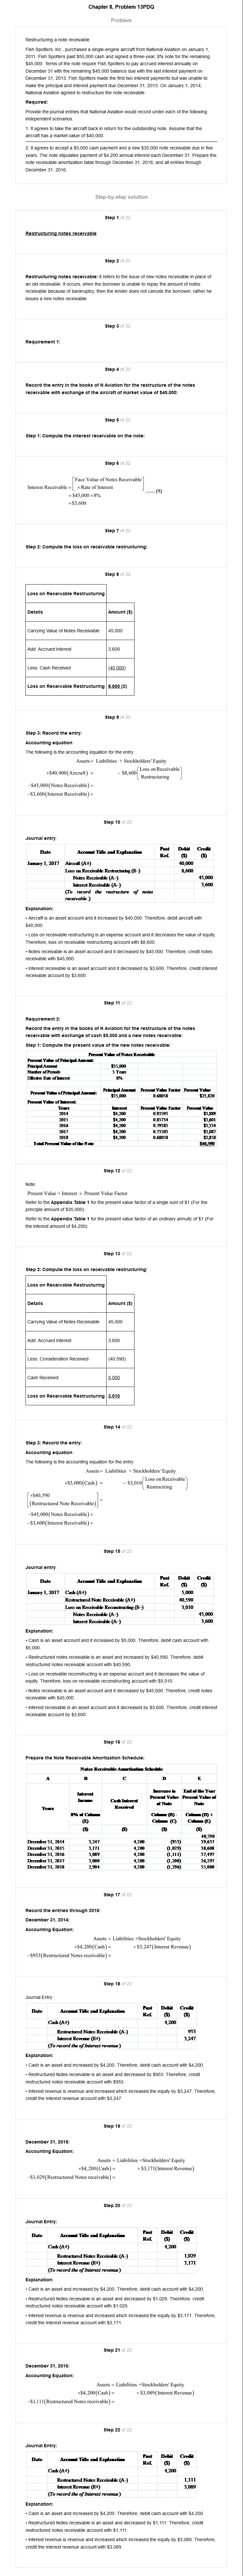 Chapter 8, Problem 13PDQ
Problem
Restructuring a note receivable
Fish Spotters, Inc., purchased a single-engine aircraft from National Aviation on January 1,
2011. Fish Spotters paid $55,000 cash and signed a three-year, 8% note for the remaining
$45,000. Terms of the note require Fish Spotters to pay accrued interest annually on
December 31 with the remaining $45,000 balance due with the last interest payment on
December 31, 2013. Fish Spotters made the first two interest payments but was unable to
make the principal and interest payment due December 31, 2013. On January 1, 2014,
National Aviation agreed to restructure the note receivable.
Required:
Provide the journal entries that National Aviation would record under each of the following
independent scenarios.
1. It agrees to take the aircraft back in return for the outstanding note. Assume that the
aircraft has a market value of $40,000.
2. It agrees to accept a $5,000 cash payment and a new $35,000 note receivable due in five
years. The note stipulates payment of $4,200 annual interest each December 31. Prepare the
note receivable amortization table through December 31, 2018, and all entries through
December 31, 2016.
Step-by-step solution
Step 1 of 22
Restructuring notes receivable
Step 2 of 22
Restructuring notes receivable: It refers to the issue of new notes receivable in place of
an old receivable. It occurs, when the borrower is unable to repay the amount of notes
receivable because of bankruptcy, then the lender does not cancels the borrower, rather he
issues a new notes receivable.
Step 3 of 22
Requirement 1:
Step 4 of 22
Record the entry in the books of N Aviation for the restructure of the notes
receivable with exchange of the aircraft of market value of $40,000:
Step 5 of 22
Step 1: Compute the interest receivable on the note:
Step 6 of 22
Interest Receivable = [Face Value of Notes Receivable × Rate of Interest] ...... (1)
= $45,000 × 8%
= $3,600
Step 7 of 22
Step 2: Compute the loss on receivable restructuring:
Step 8 of 22
Loss on Receivable Restructuring
Details Amount ($)
Carrying Value of Notes Receivable 45,000
Add: Accrued Interest 3,600
Less: Cash Received (40,000)
Loss on Receivable Restructuring 8,600 (2)
Step 9 of 22
Step 3: Record the entry:
Accounting equation:
The following is the accounting equation for the entry.
Assets = Liabilities + Stockholders' Equity
+$40,000 (Aircraft) = − $8,600 (Loss on Receivable Restructuring)
−$45,000 (Notes Receivable) =
−$3,600 (Interest Receivable) =
Step 10 of 22
Journal entry:
Date Account Title and Explanation Post Ref. Debit ($) Credit ($)
January 1, 2017 Aircraft (A+) 40,000
Loss on Receivable Restructuring (E-) 8,600
Notes Receivable (A-) 45,000
Interest Receivable (A-) 3,600
(To record the restructure of notes
receivable.)
Explanation:
• Aircraft is an asset account and it increased by $40,000. Therefore, debit aircraft with
$40,000.
• Loss on receivable restructuring is an expense account and it decreases the value of equity.
Therefore, loss on receivable restructuring account with $8,600.
• Notes receivable is an asset account and it decreased by $45,000. Therefore, credit notes
receivable with $45,000.
• Interest receivable is an asset account and it decreased by $3,600. Therefore, credit interest
receivable account by $3,600.
Step 11 of 22
Requirement 2:
Record the entry in the books of N Aviation for the restructure of the notes
receivable with exchange of cash $5,000 and a new notes receivable:
Step 1: Compute the present value of the new notes receivable:
Present Value of Notes Receivable
Present Value of Principal Amount:
Principal Amount $35,000
Number of Periods 5 Years
Effective Rate of Interest 8%
Principal Amount Present Value Factor Present Value
Present Value of Principal Amount: $35,000 0.68058 $23,820
Present Value of Interest:
Years Interest Present Value Factor Present Value
2014 $4,200 0.92593 $3,889
2015 $4,200 0.85734 $3,601
2016 $4,200 0.79383 $3,334
2017 $4,200 0.73503 $3,087
2018 $4,200 0.68058 $2,858
Total Present Value of the Note $40,590
Step 12 of 22
Note:
Present Value = Interest × Present Value Factor
Refer to the Appendix Table 1 for the present value factor of a single sum of $1 (For the
principle amount of $35,000).
Refer to the Appendix Table 1 for the present value factor of an ordinary annuity of $1 (For
the interest amount of $4,200)
Step 13 of 22
Step 2: Compute the loss on receivable restructuring:
Loss on Receivable Restructuring
Details Amount ($)
Carrying Value of Notes Receivable 45,000
Add: Accrued Interest 3,600
Less: Consideration Received (40,590)
Cash Received 5,000
Loss on Receivable Restructuring 3,010
Step 14 of 22
Step 3: Record the entry:
Accounting equation:
The following is the accounting equation for the entry.
Assets = Liabilities + Stockholders' Equity
+$5,000 (Cash) = − $3,010 (Loss on Receivable Restructuring)
[+$40,590 (Restructured Note Receivable)] =
−$45,000 (Notes Receivable) =
−$3,600 (Interest Receivable) =
Step 15 of 22
Journal entry:
Date Account Title and Explanation Post Ref. Debit ($) Credit ($)
January 1, 2017 Cash (A+) 5,000
Restructured Note Receivable (A+) 40,590
Loss on Receivable Reconstructing (E-) 3,010
Notes Receivable (A-) 45,000
Interest Receivable (A-) 3,600
Explanation:
• Cash is an asset account and it increased by $5,000. Therefore, debit cash account with
$5,000.
• Restructured notes receivable is an asset and increased by $40,590. Therefore, debit
restructured notes receivable account with $40,590.
• Loss on receivable reconstructing is an expense account and it decreases the value of
equity. Therefore, loss on receivable reconstructing account with $5,010.
• Notes receivable is an asset account and it decreased by $45,000. Therefore, credit notes
receivable with $45,000.
• Interest receivable is an asset account and it decreased by $3,600. Therefore, credit interest
receivable account by $3,600.
Step 16 of 22
Prepare the Note Receivable Amortization Schedule:
Notes Receivable Amortization Schedule
A B C D E
Years Interest Income Cash Interest Received Increase in Present Value of Note End of the Year Present Value of Note
8% of Column (E) Column (B) - Column (C) Column (D) + Column (E)
($) ($) ($) ($)
40,590
December 31, 2014 3,247 4,200 (953) 39,637
December 31, 2015 3,171 4,200 (1,029) 38,608
December 31, 2016 3,089 4,200 (1,111) 37,497
December 31, 2017 3,000 4,200 (1,200) 36,297
December 31, 2018 2,904 4,200 (1,296) 35,000
Step 17 of 22
Record the entries through 2016:
December 31, 2014:
Accounting Equation:
Assets = Liabilities +Stockholders' Equity
+$4,200 (Cash) = + $3,247 (Interest Revenue)
−$953 (Restructured Notes receivable) =
Step 18 of 22
Journal Entry:
Date Account Title and Explanation Post Ref. Debit ($) Credit ($)
Cash (A+) 4,200
Restructured Notes Receivable (A-) 953
Interest Revenue (E+) 3,247
(To record the of Interest revenue)
Explanation:
• Cash is an asset and increased by $4,200. Therefore, debit cash account with $4,200.
• Restructured Notes receivable is an asset and decreased by $953. Therefore, credit
restructured notes receivable account with $953.
• Interest revenue is revenue and increased which increased the equity by $3,247. Therefore,
credit the interest revenue account with $3,247.
Step 19 of 22
December 31, 2015:
Accounting Equation:
Assets = Liabilities +Stockholders' Equity
+$4,200 (Cash) = + $3,171 (Interest Revenue)
−$1,029 (Restructured Notes receivable) =
Step 20 of 22
Journal Entry:
Date Account Title and Explanation Post Ref. Debit ($) Credit ($)
Cash (A+) 4,200
Restructured Notes Receivable (A-) 1,029
Interest Revenue (E+) 3,171
(To record the of Interest revenue)
Explanation:
• Cash is an asset and increased by $4,200. Therefore, debit cash account with $4,200.
• Restructured Notes receivable is an asset and decreased by $1,029. Therefore, credit
restructured notes receivable account with $1,029.
• Interest revenue is revenue and increased which increased the equity by $3,171. Therefore,
credit the interest revenue account with $3,171.
Step 21 of 22
December 31, 2016:
Accounting Equation:
Assets = Liabilities +Stockholders' Equity
+$4,200 (Cash) = + $3,089 (Interest Revenue)
−$1,111 (Restructured Notes receivable) =
Step 22 of 22
Journal Entry:
Date Account Title and Explanation Post Ref. Debit ($) Credit ($)
Cash (A+) 4,200
Restructured Notes Receivable (A-) 1,111
Interest Revenue (E+) 3,089
(To record the of Interest revenue)
Explanation:
• Cash is an asset and increased by $4,200. Therefore, debit cash account with $4,200.
• Restructured Notes receivable is an asset and decreased by $1,111. Therefore, credit
restructured notes receivable account with $1,111.
• Interest revenue is revenue and increased which increased the equity by $3,089. Therefore,
credit the interest revenue account with $3,089.